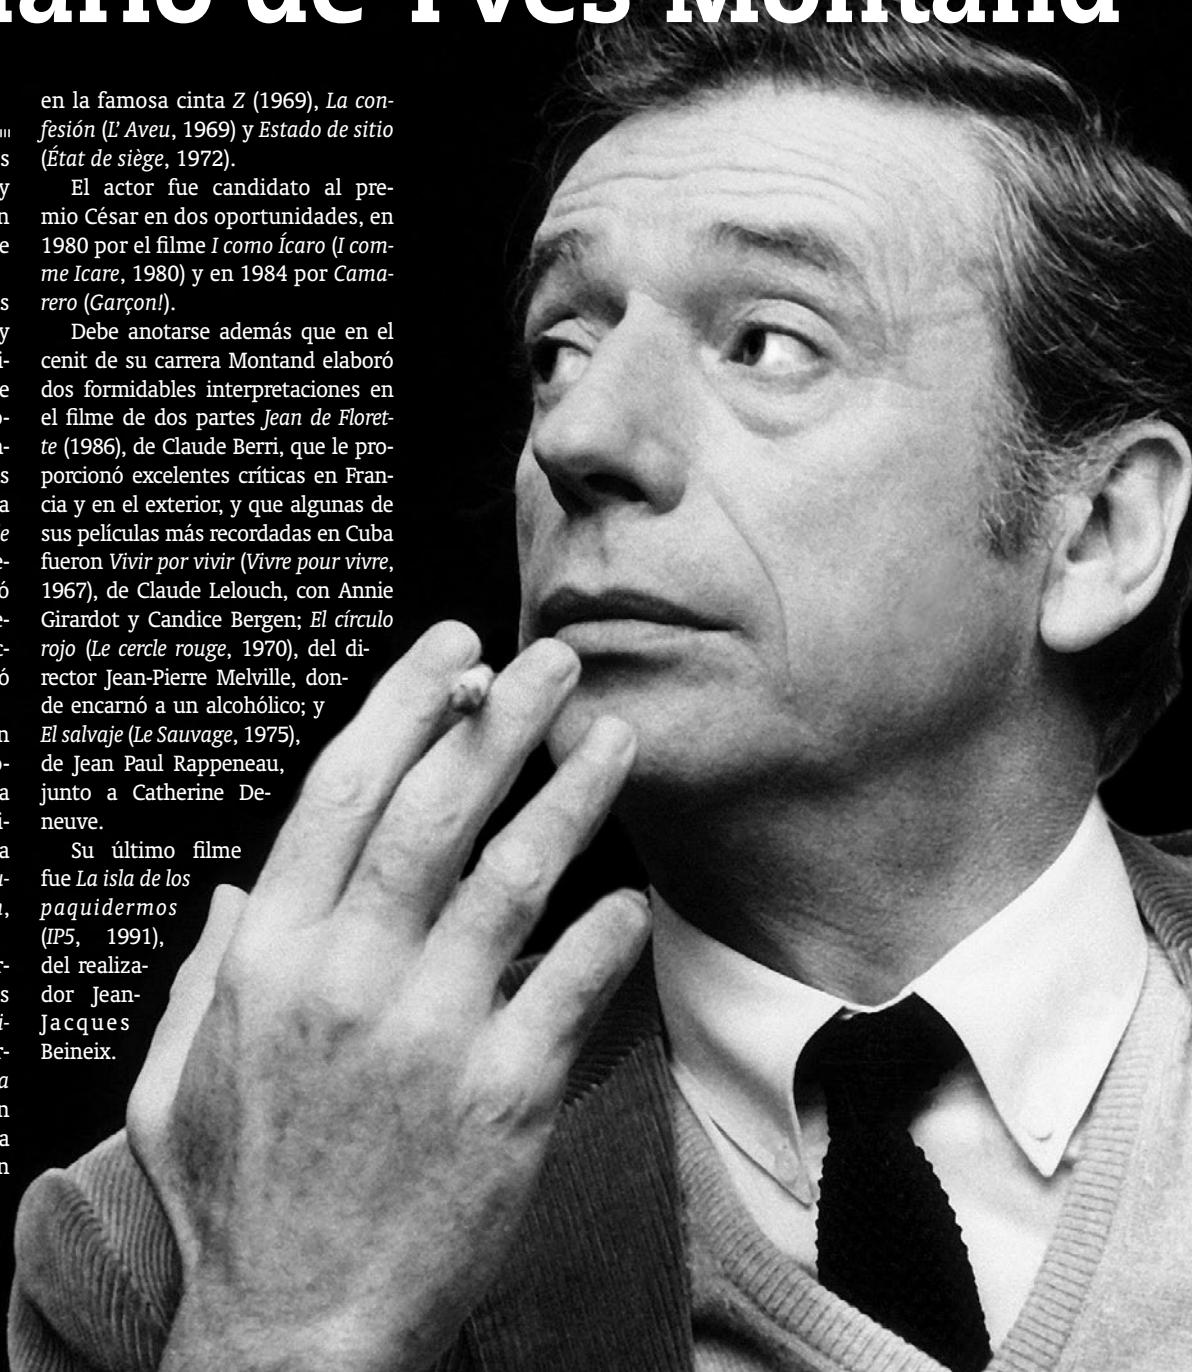 de Yves Montand
s
y
n
e
s
y
i-
e
o-
n-
s
a
e
e-
ó
e-
c-
ó
n
o-
a
i-
a
u-
n,
r-
s
i-
r-
a
n
a
n
en la famosa cinta Z (1969), La con-
fesión (L’ Aveu, 1969) y Estado de sitio
(État de siège, 1972).
El actor fue candidato al pre-
mio César en dos oportunidades, en
1980 por el filme I como Ícaro (I com-
me Icare, 1980) y en 1984 por Cama-
rero (Garçon!).
Debe anotarse además que en el
cenit de su carrera Montand elaboró
dos formidables interpretaciones en
el filme de dos partes Jean de Floret-
te (1986), de Claude Berri, que le pro-
porcionó excelentes críticas en Fran-
cia y en el exterior, y que algunas de
sus películas más recordadas en Cuba
fueron Vivir por vivir (Vivre pour vivre,
1967), de Claude Lelouch, con Annie
Girardot y Candice Bergen; El círculo
rojo (Le cercle rouge, 1970), del di-
rector Jean-Pierre Melville, don-
de encarnó a un alcohólico; y
El salvaje (Le Sauvage, 1975),
de Jean Paul Rappeneau,
junto a Catherine De-
neuve.
Su último filme
fue La isla de los
paquidermos
(IP5, 1991),
del realiza-
dor Jean-
Jacques
Beineix.